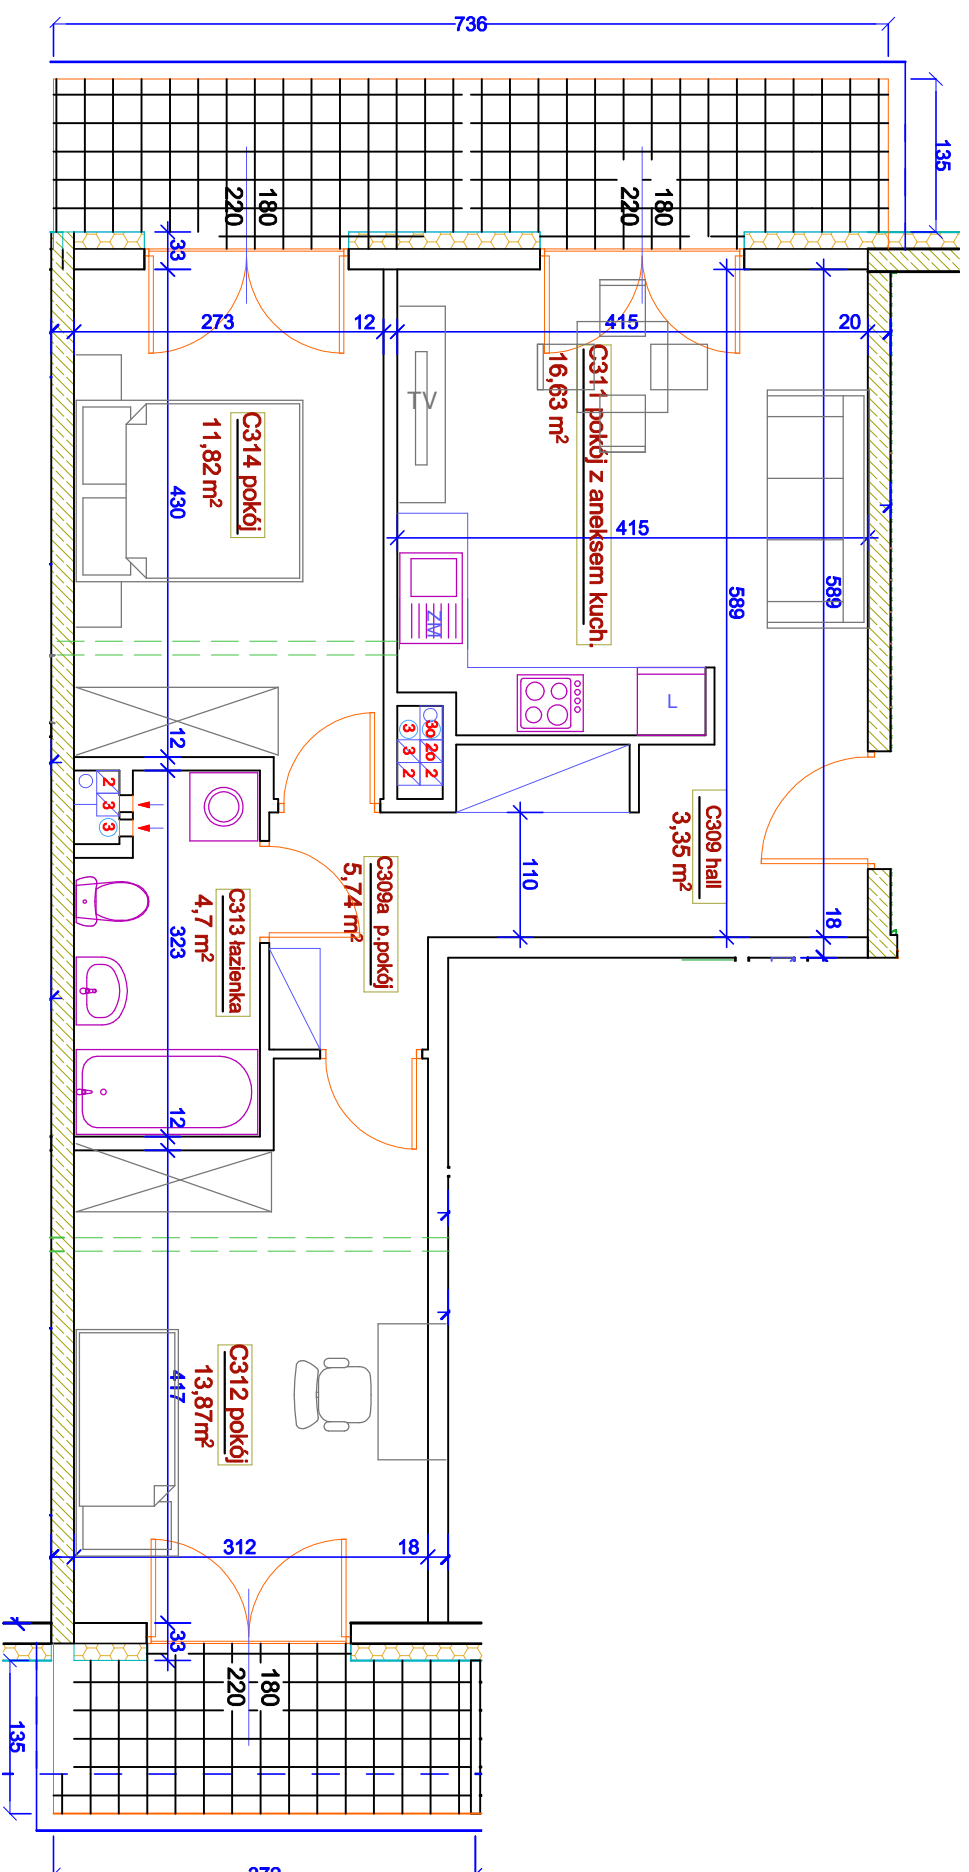 736
135
180
220
180
220
33
273
12
415
20
TV
C314 pokój
11,82 m²
C311 pokój z aneksem kuch.
16,63 m²
430
415
589
589
ZM
L
12
3
3o
3
2o
2
2
2
3
3
C309 hall
3,35 m²
110
18
C309a p.pokój
5,74 m²
C313 łazienka
4,7 m²
323
12
C312 pokój
13,87m²
417
312
18
33
180
220
135